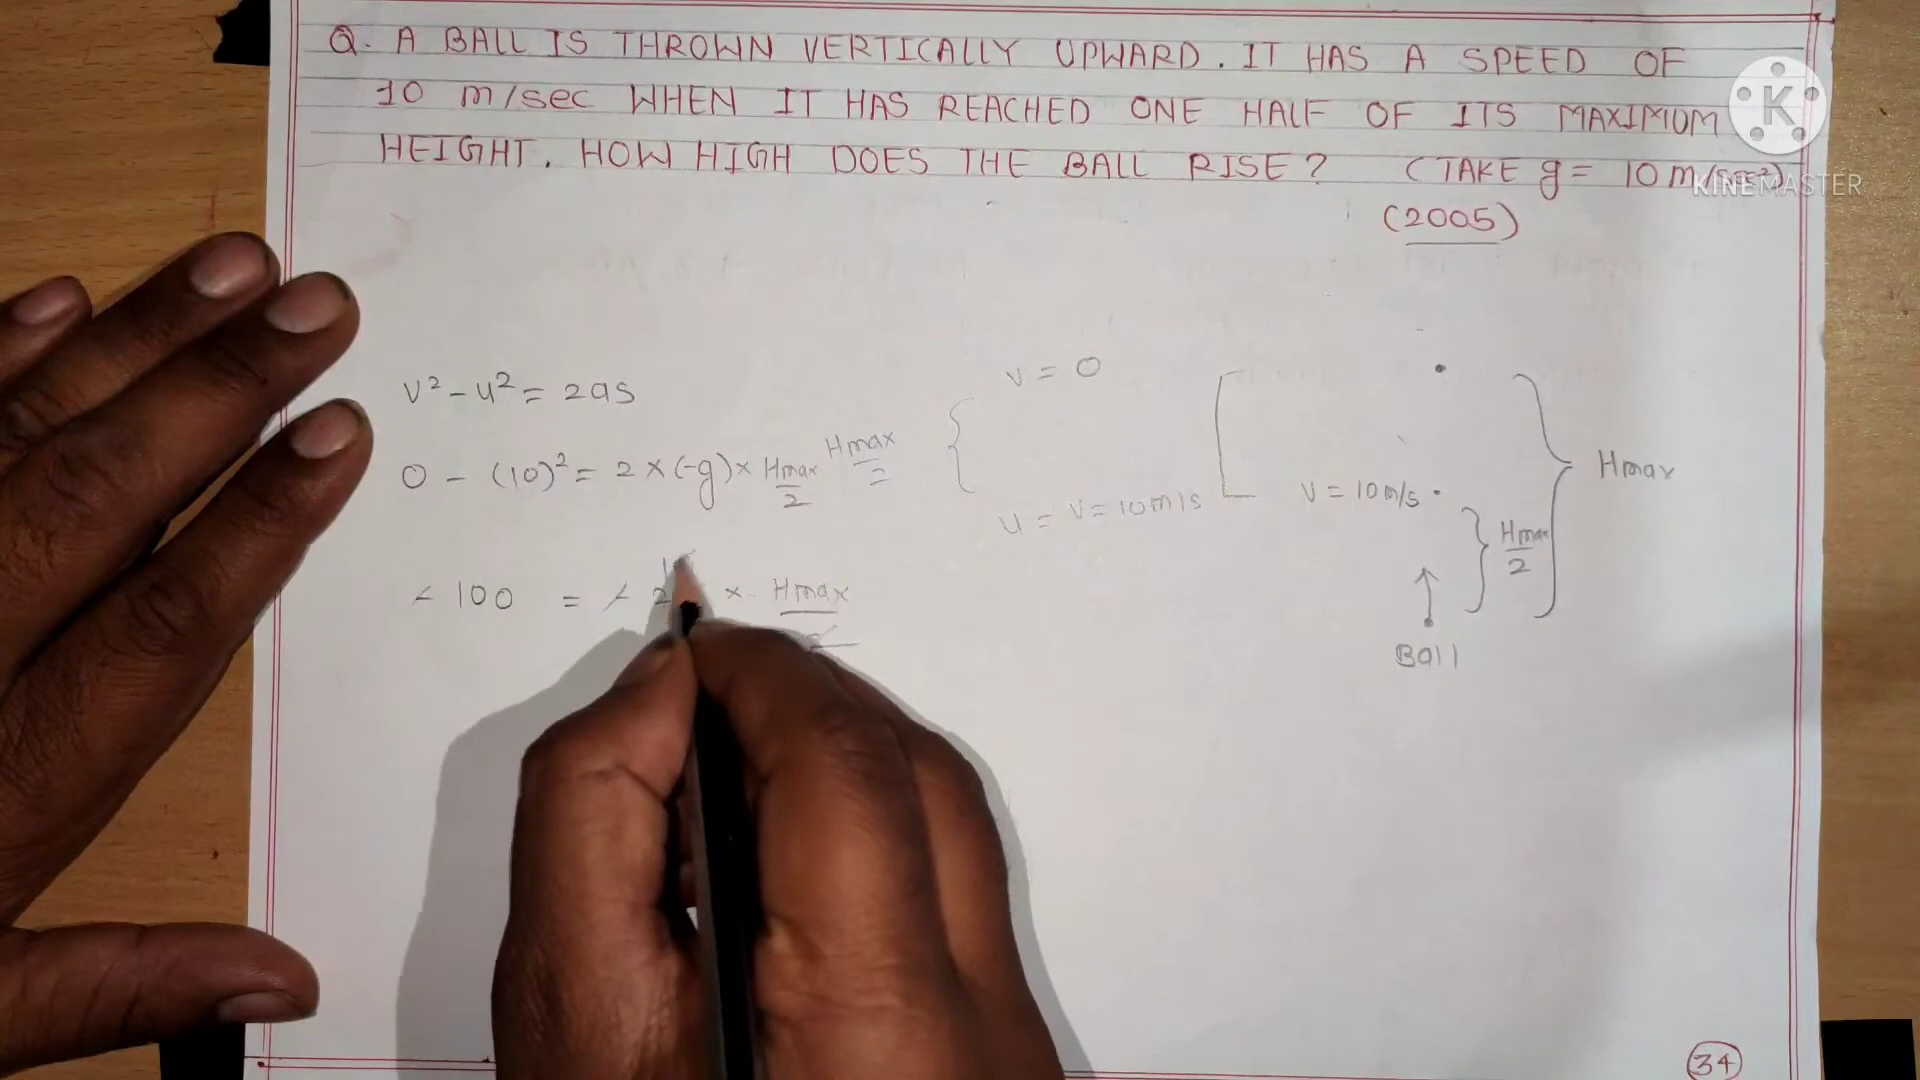 Q. A BALL IS THROWN VERTICALLY UPWARD. IT HAS A SPEED OF
10 m/sec WHEN IT HAS REACHED ONE HALF OF ITS MAXIMUM
HEIGHT. HOW HIGH DOES THE BALL RISE? (TAKE g = 10 m/sec²)
(2005)
K
KINEMASTER
V² - u² = 2as
0 - (10)² = 2 × (-g) × Hmax/2
Hmax/2
- 100 = - 2 × Hmax/2
V = 0
u = V = 10 m/s
V = 10 m/s
Hmax/2
Hmax
Ball
34